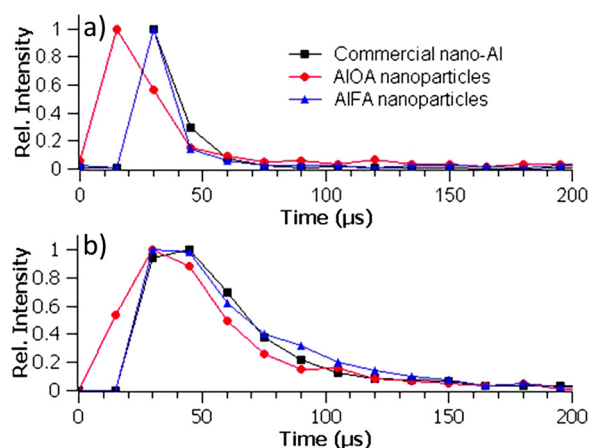 a)
Rel. Intensity
1
0.8
0.6
0.4
0.2
0
Commercial nano-Al
AlOA nanoparticles
AlFA nanoparticles
0 50 100 150 200
Time (µs)
b)
Rel. Intensity
1
0.8
0.6
0.4
0.2
0
0 50 100 150 200
Time (µs)